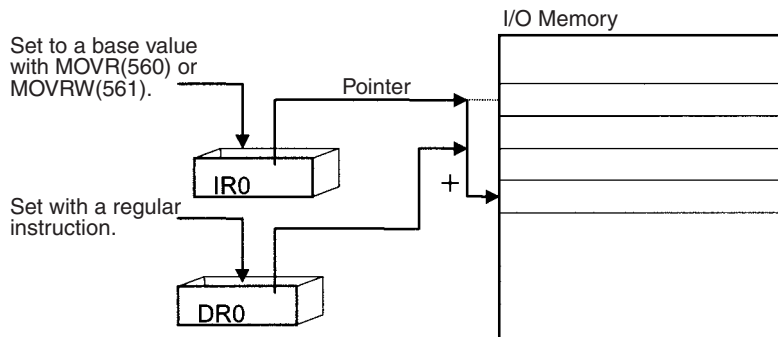 I/O Memory
Set to a base value
with MOVR(560) or
MOVRW(561).
Pointer
IR0
+
Set with a regular
instruction.
DR0